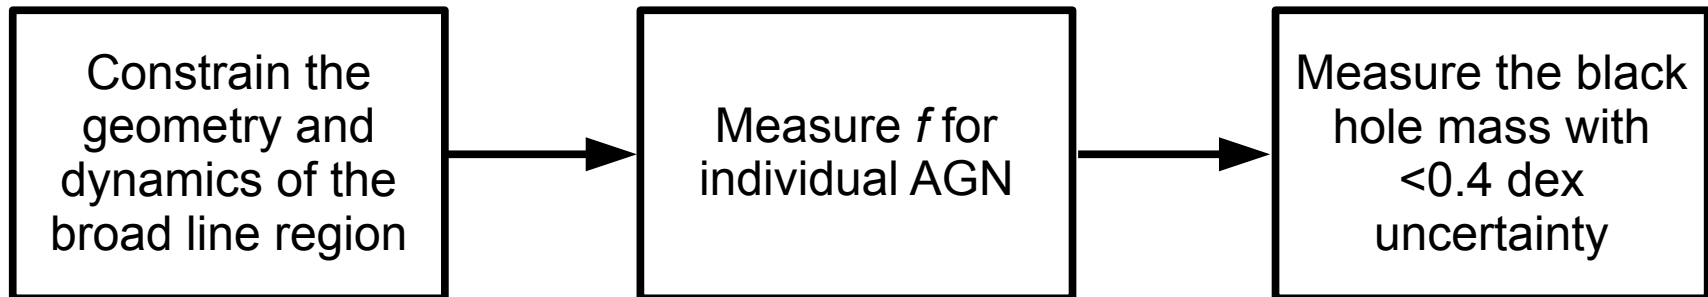 Constrain the
geometry and
dynamics of the
broad line region
Measure f for
individual AGN
Measure the black
hole mass with
<0.4 dex
uncertainty